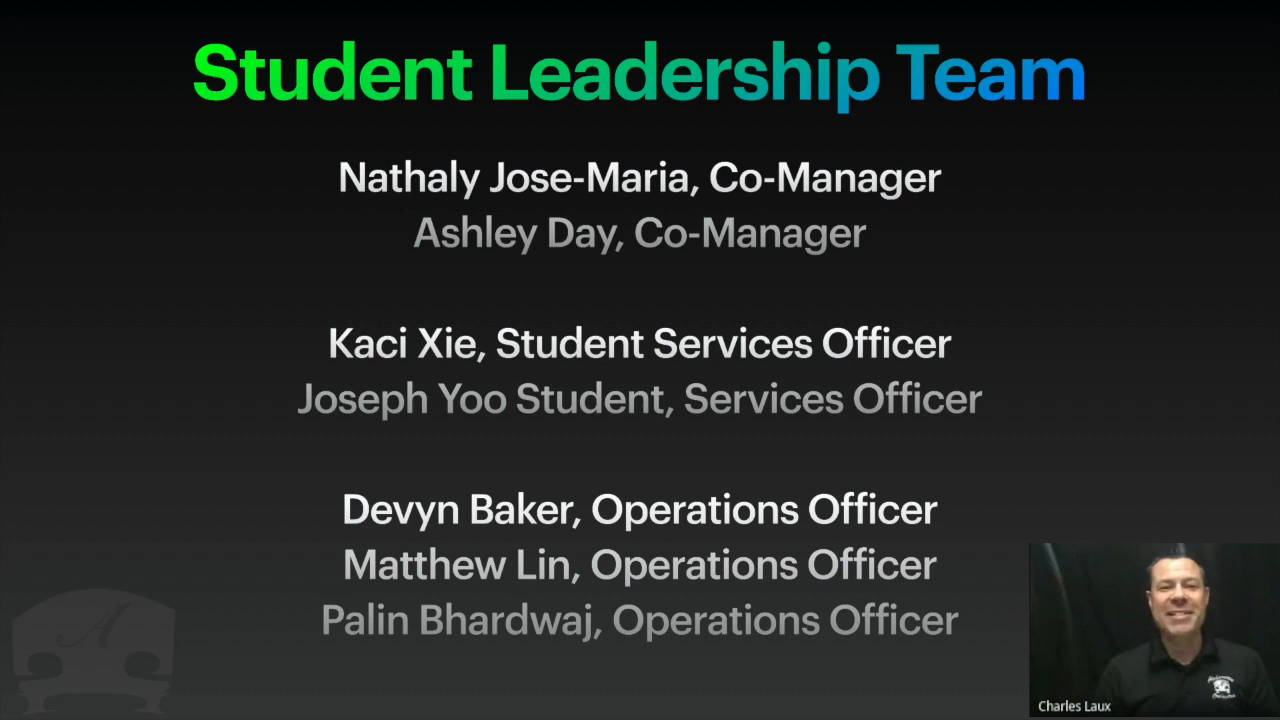 Student Leadership Team
Nathaly Jose-Maria, Co-Manager
Ashley Day, Co-Manager
Kaci Xie, Student Services Officer
Joseph Yoo Student, Services Officer
Devyn Baker, Operations Officer
Matthew Lin, Operations Officer
Palin Bhardwaj, Operations Officer
A
Charles Laux